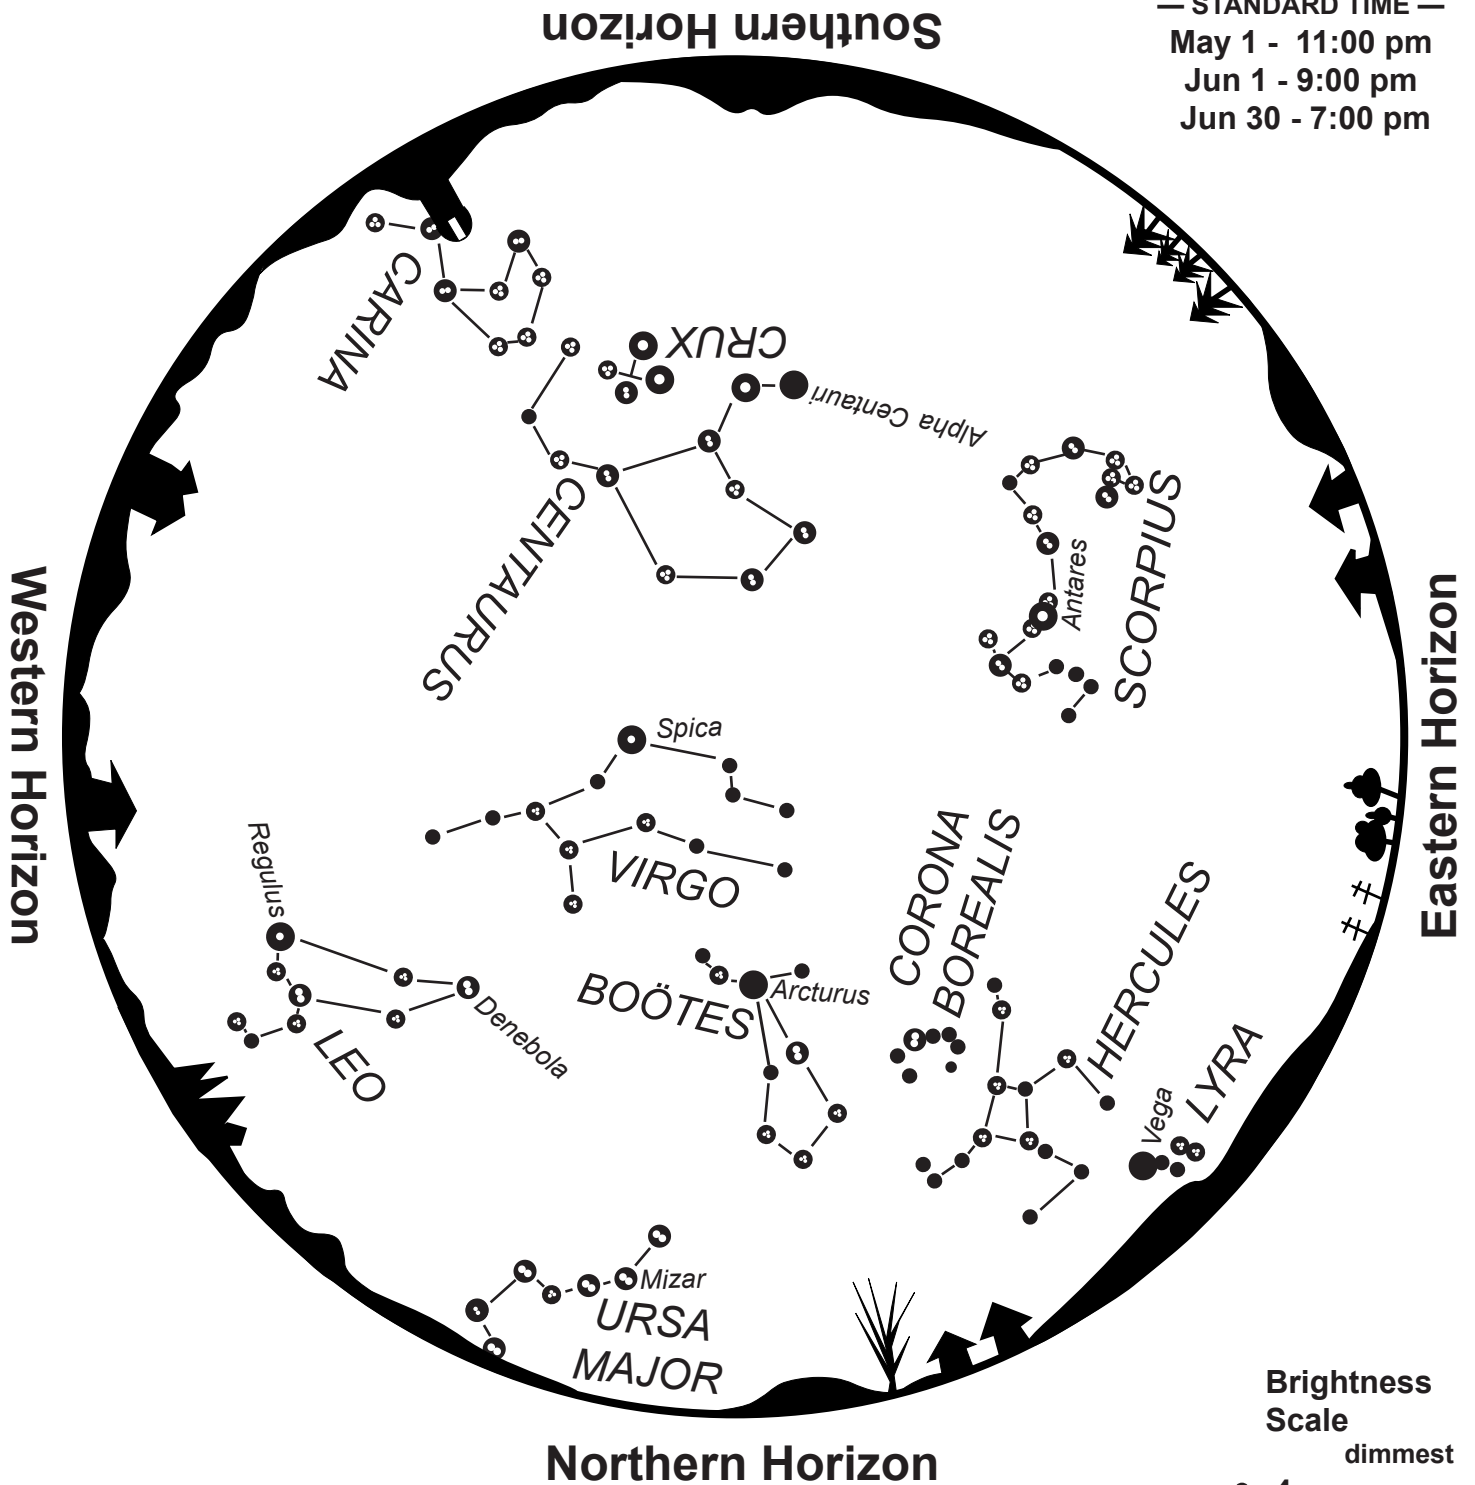 — STANDARD TIME —
May 1 - 11:00 pm
Jun 1 - 9:00 pm
Jun 30 - 7:00 pm
Southern Horizon
CARINA
CRUX
Alpha Centauri
CENTAURUS
SCORPIUS
Antares
Western Horizon
Eastern Horizon
Spica
VIRGO
Regulus
LEO
Denebola
BOÖTES
Arcturus
CORONA
BOREALIS
HERCULES
LYRA
Vega
Mizar
URSA
MAJOR
Northern Horizon
Brightness
Scale
dimmest